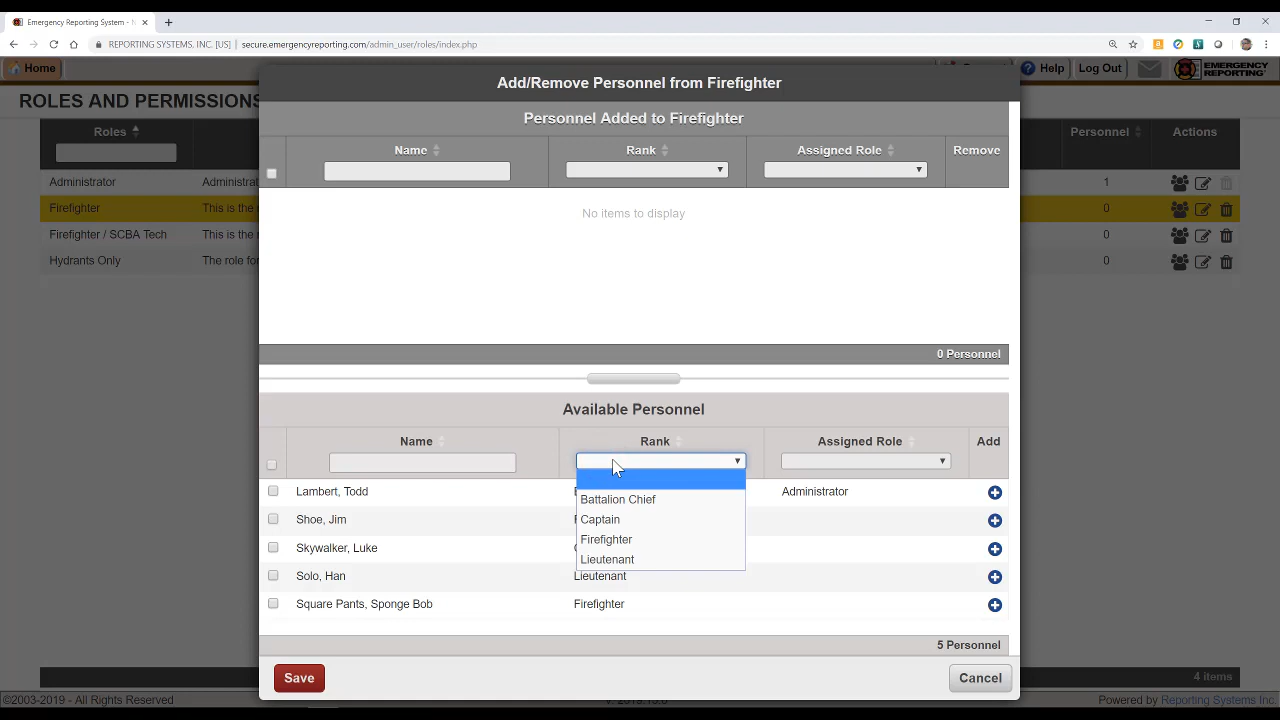 Emergency Reporting System - N
REPORTING SYSTEMS, INC. [US] secure.emergencyreporting.com/admin_user/roles/index.php
Home
Help
Log Out
EMERGENCY REPORTING
ROLES AND PERMISSIONS
Roles
Personnel
Actions
Administrator
Administrat
1
Firefighter
This is the
0
Firefighter / SCBA Tech
This is the
0
Hydrants Only
The role fo
0
Add/Remove Personnel from Firefighter
Personnel Added to Firefighter
Name Rank Assigned Role Remove
No items to display
0 Personnel
Available Personnel
Name Rank Assigned Role Add
Battalion Chief
Captain
Firefighter
Lieutenant
Lambert, Todd Administrator
Shoe, Jim
Skywalker, Luke
Solo, Han Lieutenant
Square Pants, Sponge Bob Firefighter
5 Personnel
Save Cancel
4 items
©2003-2019 - All Rights Reserved
Powered by Reporting Systems Inc.